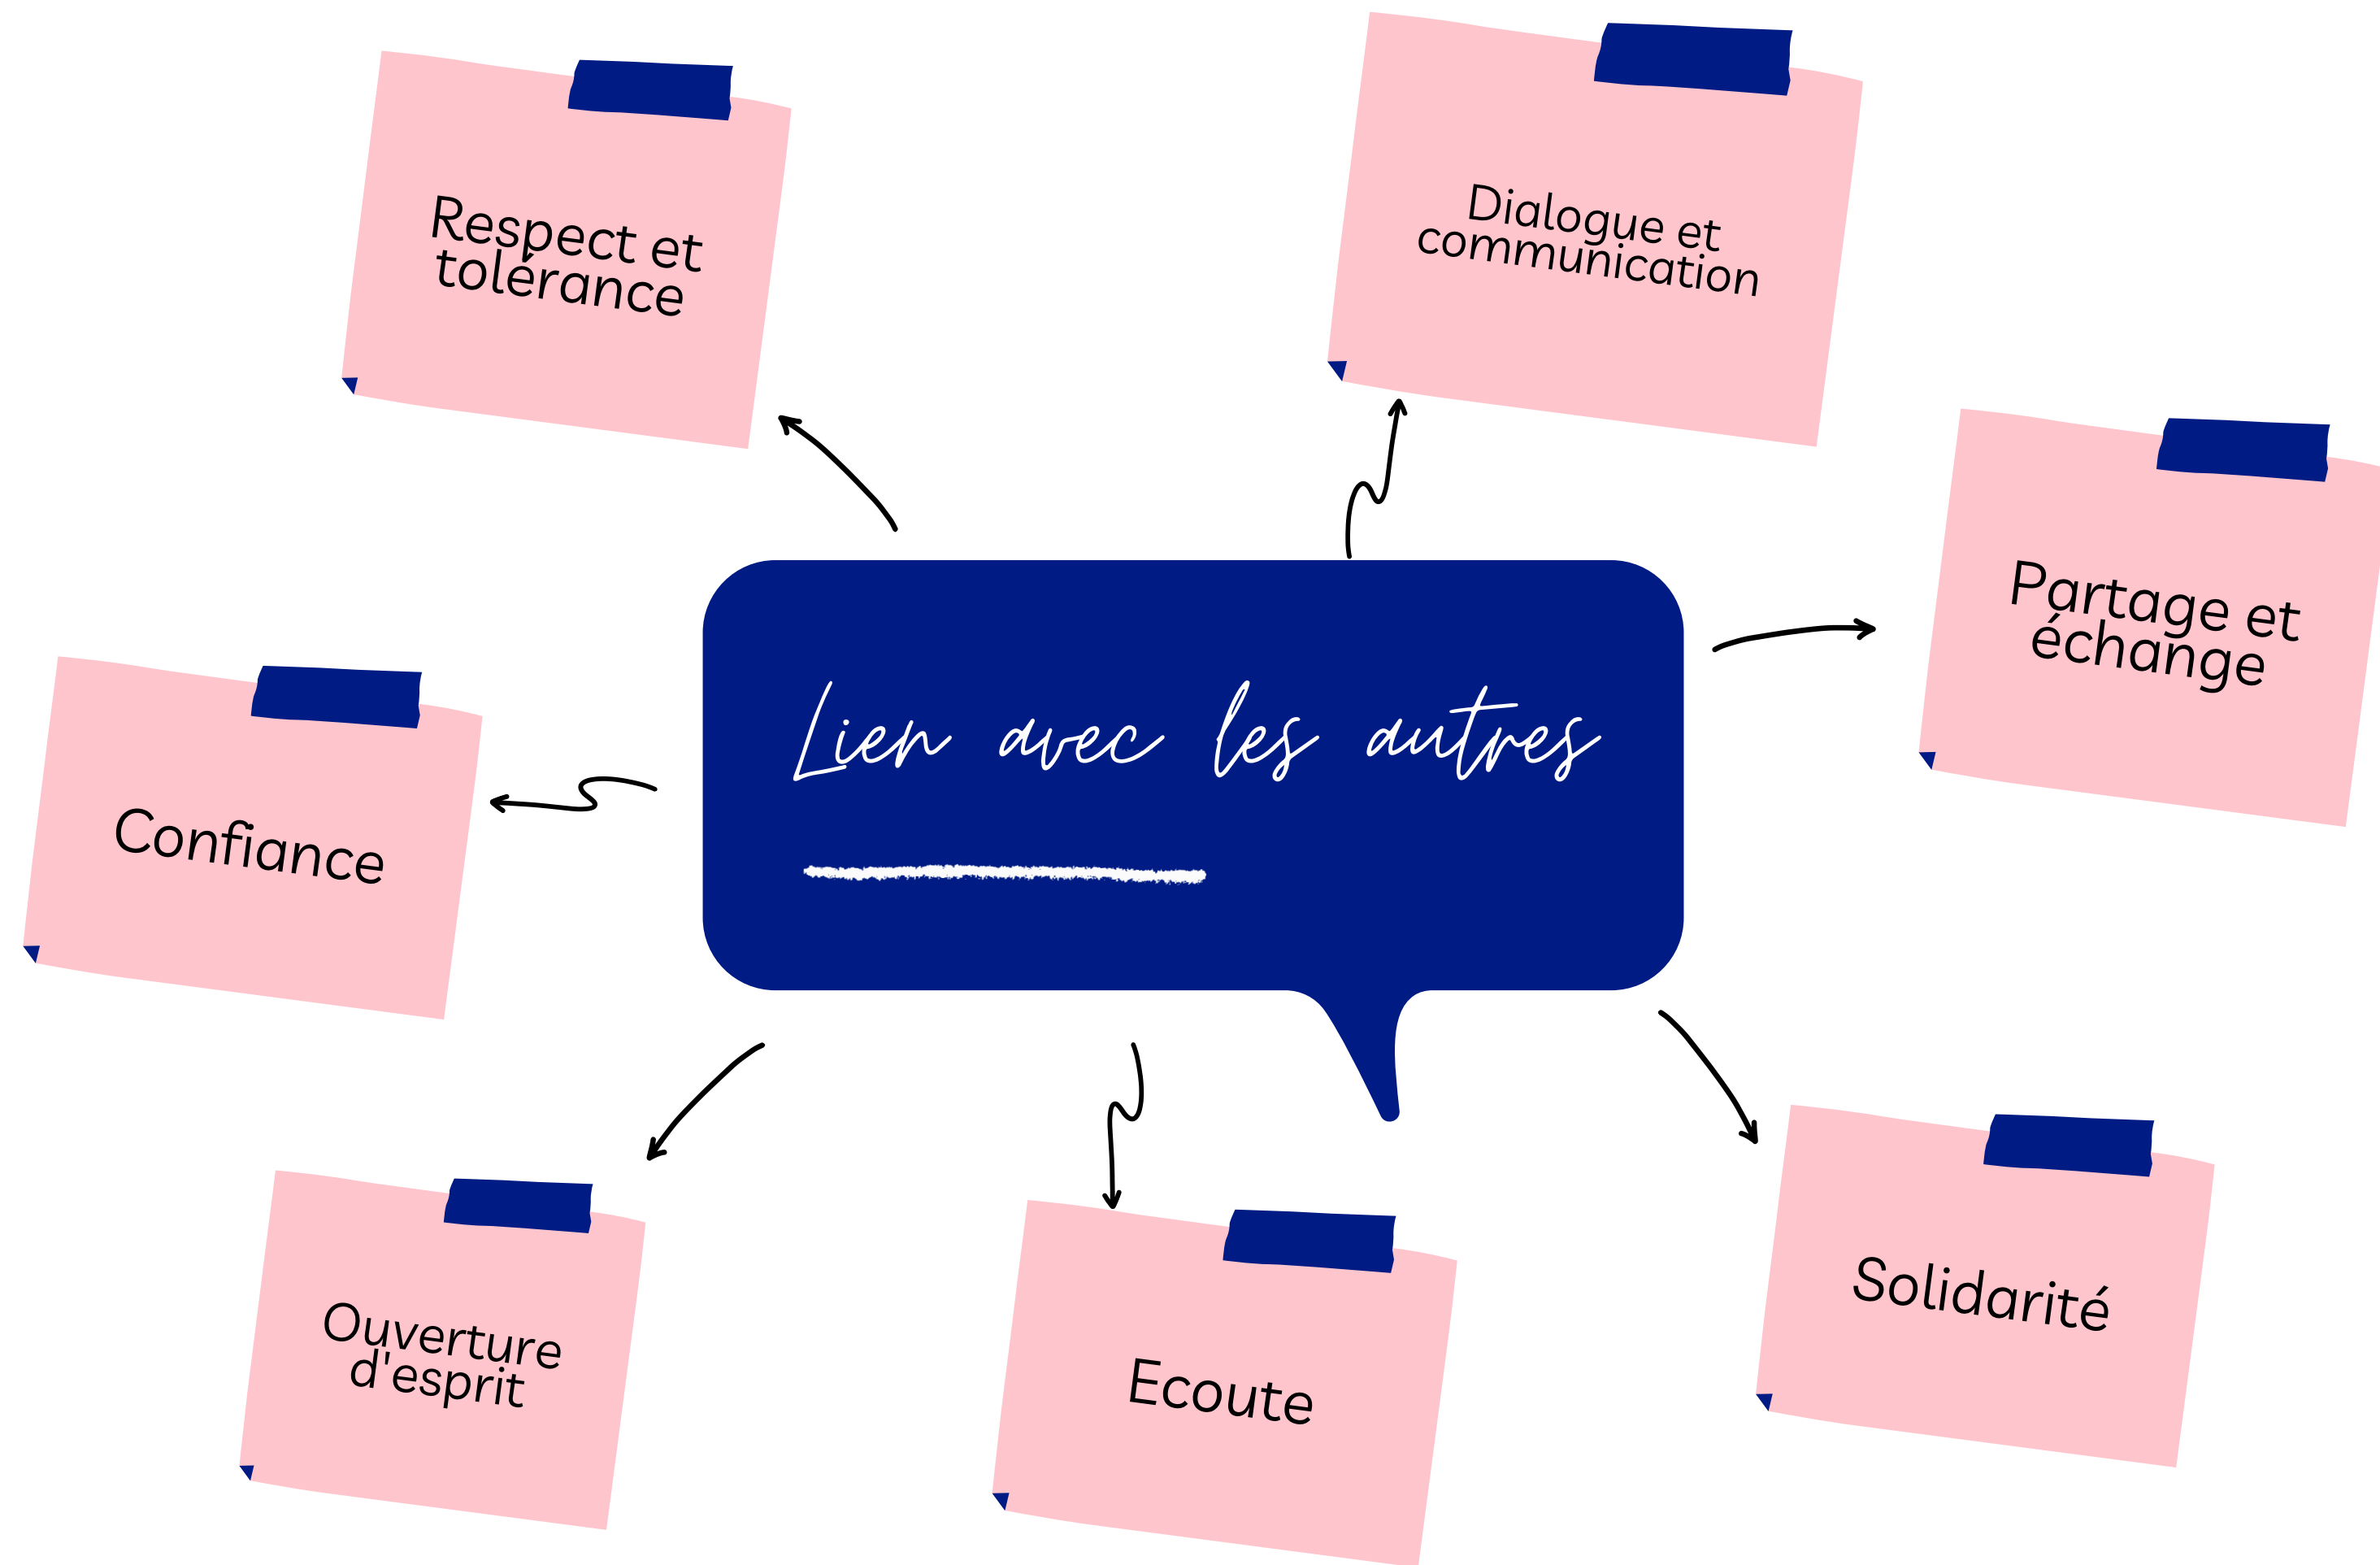 Respect et
tolérance
Dialogue et
communication
Partage et
échange
Lien avec les autres
Confiance
Ouverture
d'esprit
Ecoute
Solidarité